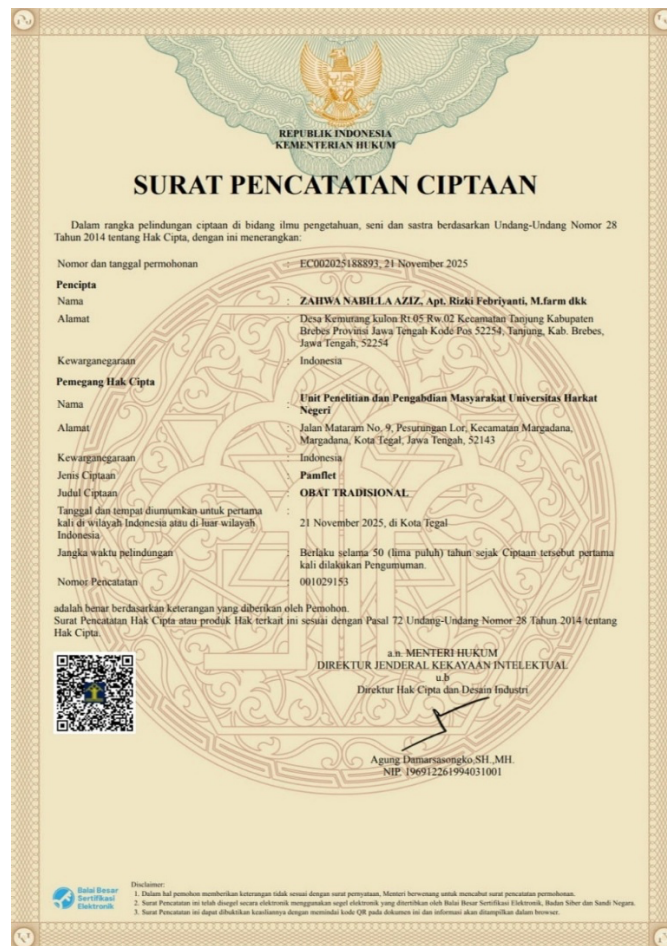 REPUBLIK INDONESIA
KEMENTERIAN HUKUM
SURAT PENCATATAN CIPTAAN
Dalam rangka pelindungan ciptaan di bidang ilmu pengetahuan, seni dan sastra berdasarkan Undang-Undang Nomor 28
Tahun 2014 tentang Hak Cipta, dengan ini menerangkan:
Nomor dan tanggal permohonan : EC002025188893, 21 November 2025
Pencipta
Nama : ZAHWA NABILLA AZIZ, Apt. Rizki Febriyanti, M.farm dkk
Alamat : Desa Kemurang kulon Rt.05 Rw.02 Kecamatan Tanjung Kabupaten
Brebes Provinsi Jawa Tengah Kode Pos 52254, Tanjung, Kab. Brebes,
Jawa Tengah, 52254
Kewarganegaraan : Indonesia
Pemegang Hak Cipta
Nama : Unit Penelitian dan Pengabdian Masyarakat Universitas Harkat
Negeri
Alamat : Jalan Mataram No. 9, Pesurungan Lor, Kecamatan Margadana,
Margadana, Kota Tegal, Jawa Tengah, 52143
Kewarganegaraan : Indonesia
Jenis Ciptaan : Pamflet
Judul Ciptaan : OBAT TRADISIONAL
Tanggal dan tempat diumumkan untuk pertama :
kali di wilayah Indonesia atau di luar wilayah 21 November 2025, di Kota Tegal
Indonesia
Jangka waktu pelindungan : Berlaku selama 50 (lima puluh) tahun sejak Ciptaan tersebut pertama
kali dilakukan Pengumuman.
Nomor Pencatatan : 001029153
adalah benar berdasarkan keterangan yang diberikan oleh Pemohon.
Surat Pencatatan Hak Cipta atau produk Hak terkait ini sesuai dengan Pasal 72 Undang-Undang Nomor 28 Tahun 2014 tentang
Hak Cipta.
a.n. MENTERI HUKUM
DIREKTUR JENDERAL KEKAYAAN INTELEKTUAL
u.b
Direktur Hak Cipta dan Desain Industri
Agung Damarsasongko,SH.,MH.
NIP. 196912261994031001
Balai Besar
Sertifikasi
Elektronik
Disclaimer:
1. Dalam hal pemohon memberikan keterangan tidak sesuai dengan surat pernyataan, Menteri berwenang untuk mencabut surat pencatatan permohonan.
2. Surat Pencatatan ini telah disegel secara elektronik menggunakan segel elektronik yang diterbitkan oleh Balai Besar Sertifikasi Elektronik, Badan Siber dan Sandi Negara.
3. Surat Pencatatan ini dapat dibuktikan keasliannya dengan memindai kode QR pada dokumen ini dan informasi akan ditampilkan dalam browser.